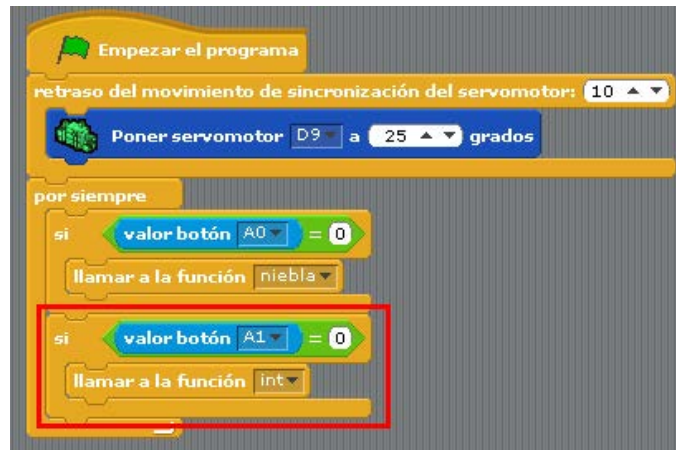 Empezar el programa
retraso del movimiento de sincronización del servomotor: 10
Poner servomotor D9 a 25 grados
por siempre
si valor botón A0 = 0
llamar a la función niebla
si valor botón A1 = 0
llamar a la función int